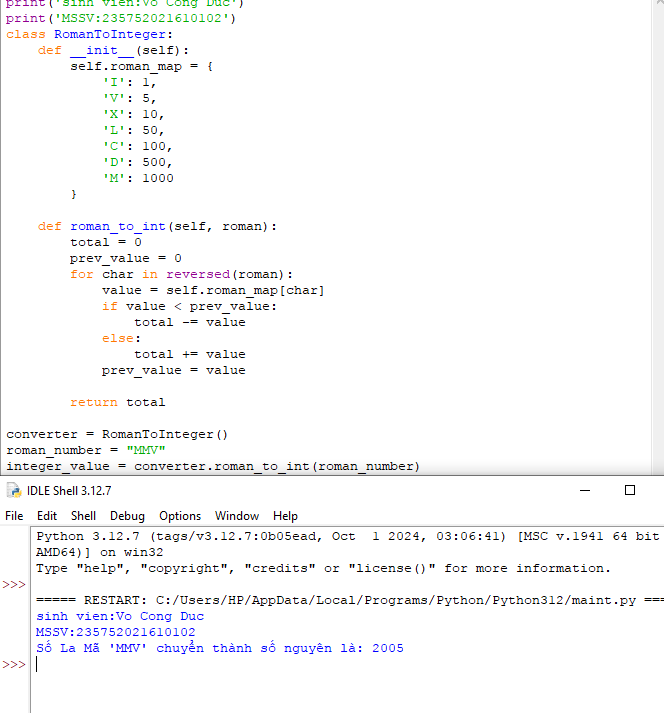 print('sinh vien:Vo Cong Duc')
print('MSSV:235752021610102')
class RomanToInteger:
    def __init__(self):
        self.roman_map = {
            'I': 1,
            'V': 5,
            'X': 10,
            'L': 50,
            'C': 100,
            'D': 500,
            'M': 1000
        }
    def roman_to_int(self, roman):
        total = 0
        prev_value = 0
        for char in reversed(roman):
            value = self.roman_map[char]
            if value < prev_value:
                total -= value
            else:
                total += value
            prev_value = value
        return total
converter = RomanToInteger()
roman_number = "MMV"
integer_value = converter.roman_to_int(roman_number)
IDLE Shell 3.12.7
File Edit Shell Debug Options Window Help
Python 3.12.7 (tags/v3.12.7:0b05ead, Oct  1 2024, 03:06:41) [MSC v.1941 64 bit
AMD64)] on win32
Type "help", "copyright", "credits" or "license()" for more information.
>>>
===== RESTART: C:/Users/HP/AppData/Local/Programs/Python/Python312/maint.py ===
sinh vien:Vo Cong Duc
MSSV:235752021610102
Số La Mã 'MMV' chuyển thành số nguyên là: 2005
>>>